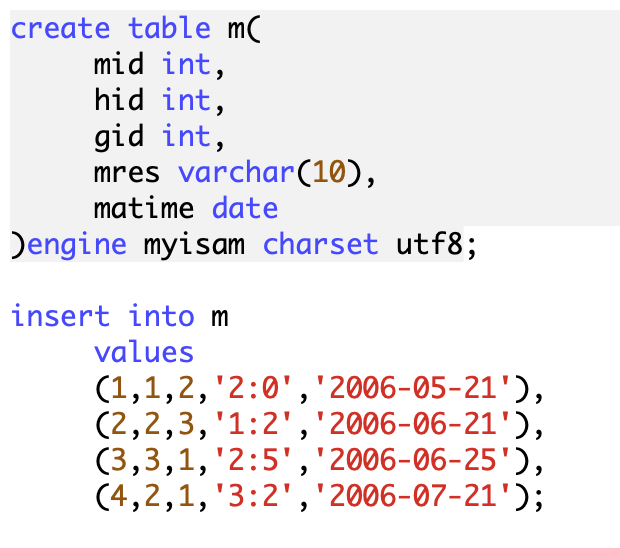 create table m(
     mid int,
     hid int,
     gid int,
     mres varchar(10),
     matime date
)engine myisam charset utf8;

insert into m
     values
     (1,1,2,'2:0','2006-05-21'),
     (2,2,3,'1:2','2006-06-21'),
     (3,3,1,'2:5','2006-06-25'),
     (4,2,1,'3:2','2006-07-21');